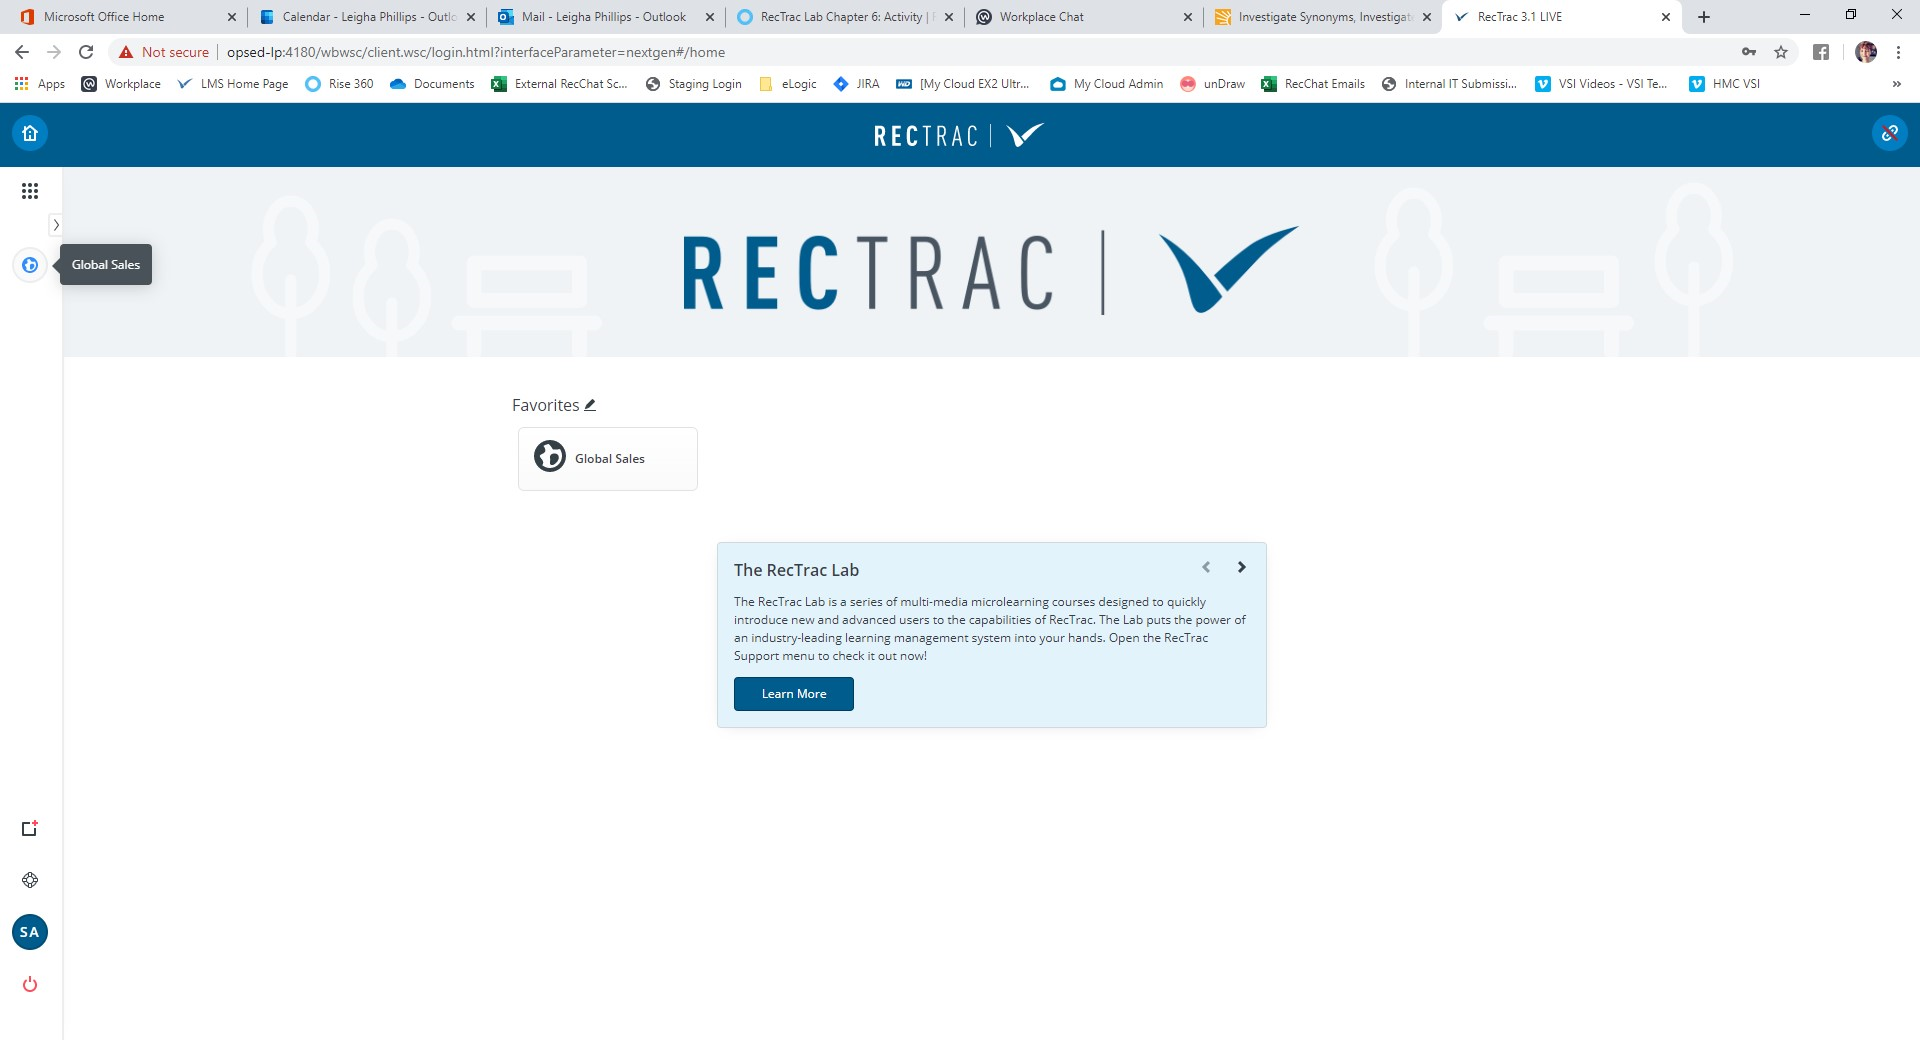 Microsoft Office Home
Calendar - Leigha Phillips - Outlo
Mail - Leigha Phillips - Outlook
RecTrac Lab Chapter 6: Activity |
Workplace Chat
Investigate Synonyms, Investigat
RecTrac 3.1 LIVE
Not secure
opsed-lp:4180/wbwsc/client.wsc/login.html?interfaceParameter=nextgen#/home
Apps
Workplace
LMS Home Page
Rise 360
Documents
External RecChat Sc...
Staging Login
eLogic
JIRA
[My Cloud EX2 Ultr...
My Cloud Admin
unDraw
RecChat Emails
Internal IT Submissi...
VSI Videos - VSI Te...
HMC VSI
RECTRAC
Global Sales
RECTRAC
Favorites
Global Sales
The RecTrac Lab
The RecTrac Lab is a series of multi-media microlearning courses designed to quickly
introduce new and advanced users to the capabilities of RecTrac. The Lab puts the power of
an industry-leading learning management system into your hands. Open the RecTrac
Support menu to check it out now!
Learn More
SA